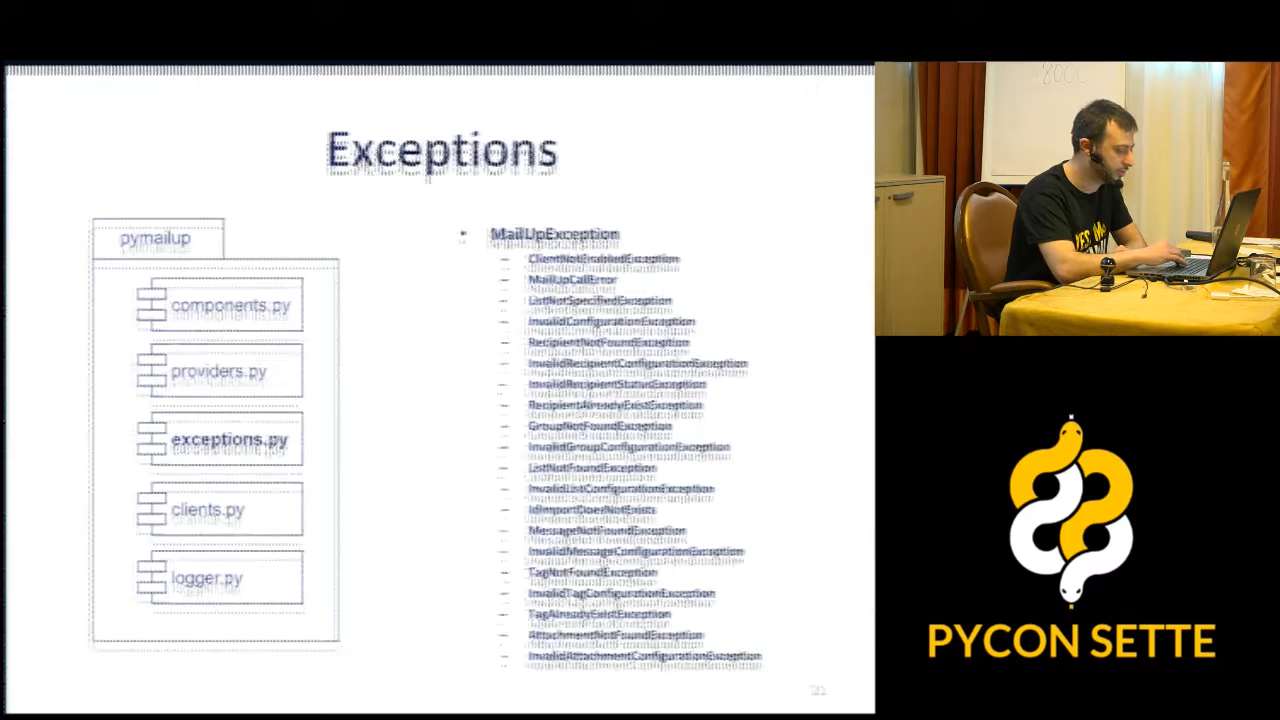 Exceptions
pymailup
components.py
providers.py
exceptions.py
clients.py
logger.py
MailUpException
ClientNotEnabledException
MailUpCallError
ListNotSpecifiedException
InvalidConfigurationException
RecipientNotFoundException
InvalidRecipientConfigurationException
InvalidRecipientStatusException
RecipientAlreadyExistException
GroupNotFoundException
InvalidGroupConfigurationException
ListNotFoundException
InvalidListConfigurationException
IdImportDoesNotExists
MessageNotFoundException
InvalidMessageConfigurationException
TagNotFoundException
InvalidTagConfigurationException
TagAlreadyExistException
AttachmentNotFoundException
InvalidAttachmentConfigurationException
PYCON SETTE